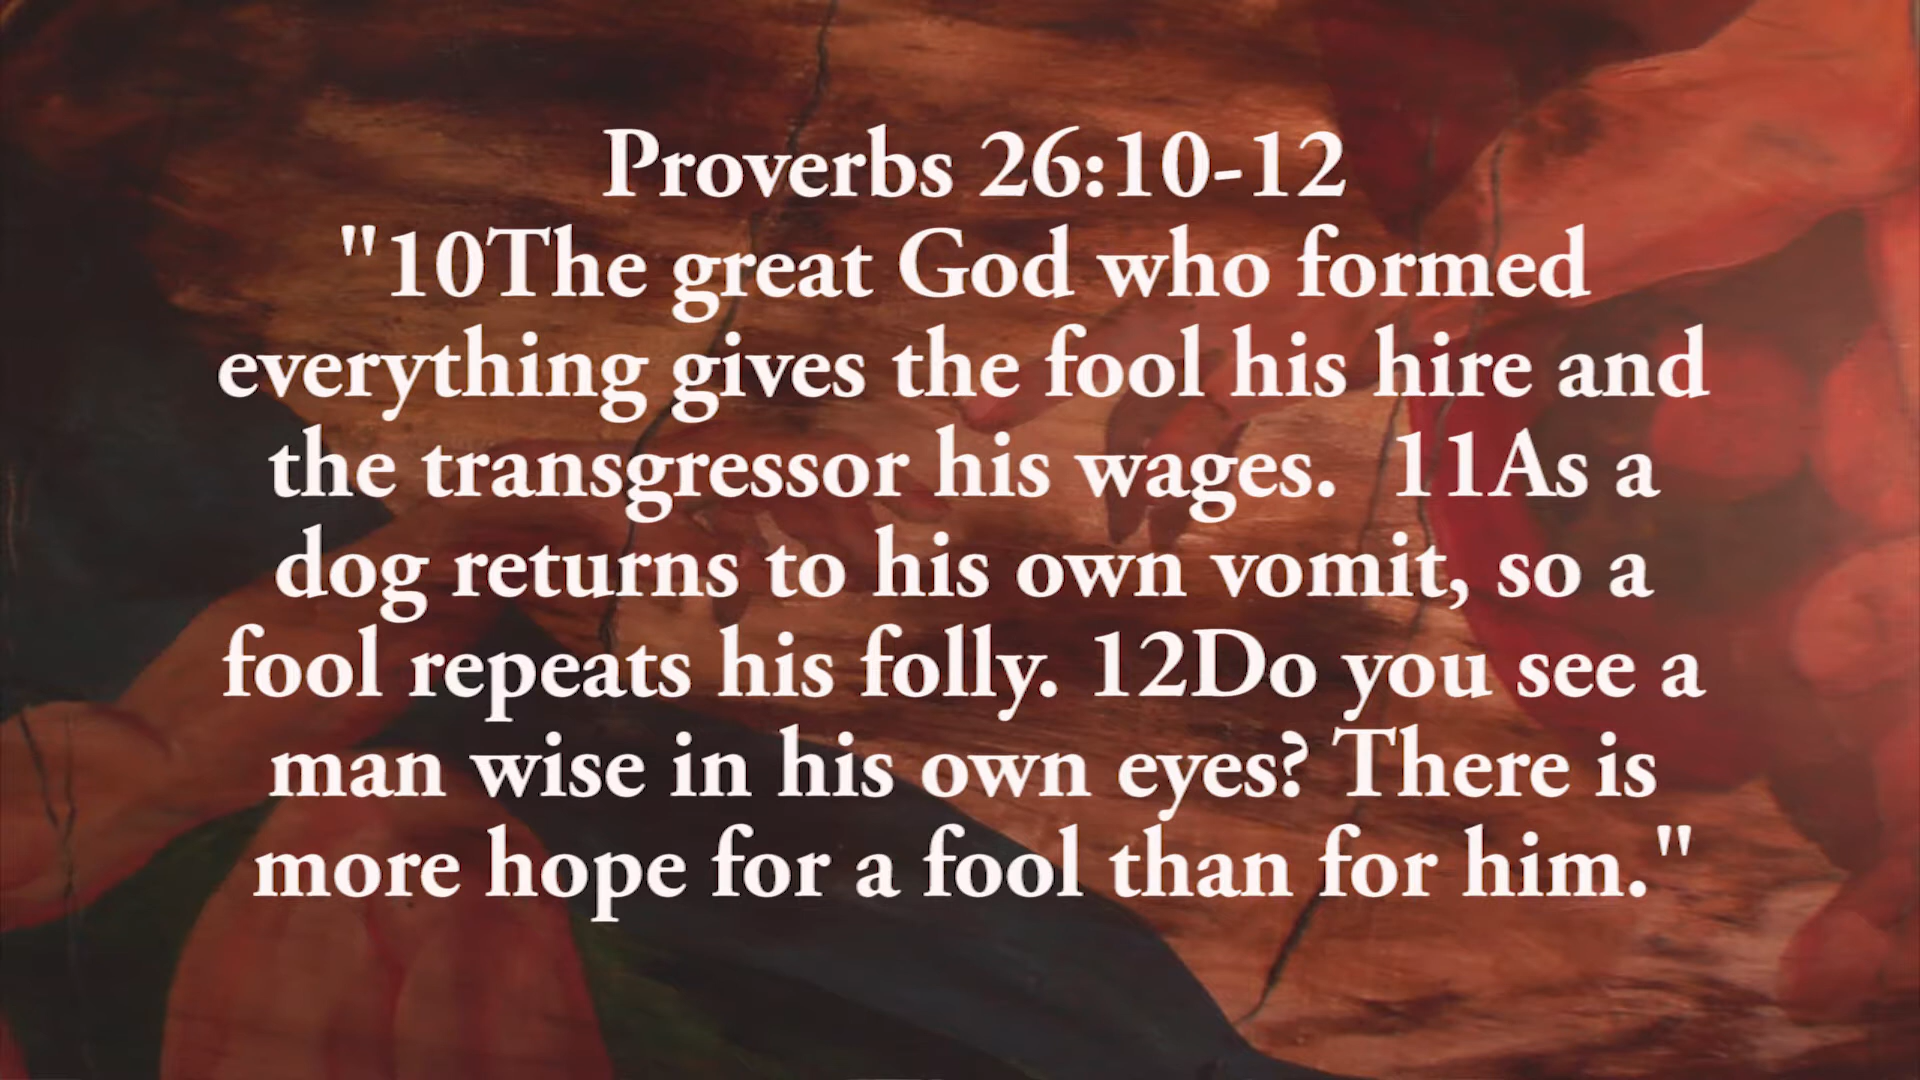 Proverbs 26:10-12
"10The great God who formed
everything gives the fool his hire and
the transgressor his wages.  11As a
dog returns to his own vomit, so a
fool repeats his folly. 12Do you see a
man wise in his own eyes? There is
more hope for a fool than for him."